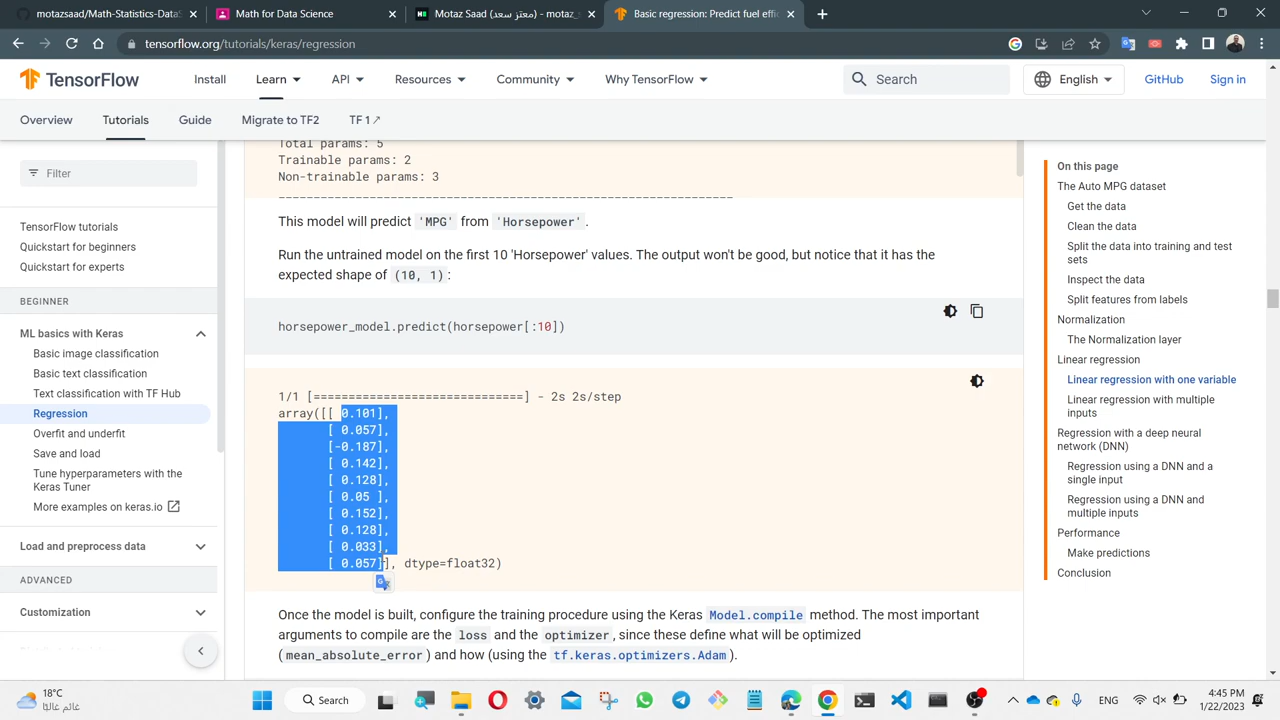 motazsaad/Math-Statistics-DataS
Math for Data Science
Motaz Saad (معتز سعد) - motaz_s
Basic regression: Predict fuel effic
tensorflow.org/tutorials/keras/regression
TensorFlow
Install
Learn
API
Resources
Community
Why TensorFlow
Search
English
GitHub
Sign in
Overview
Tutorials
Guide
Migrate to TF2
TF 1
Filter
TensorFlow tutorials
Quickstart for beginners
Quickstart for experts
BEGINNER
ML basics with Keras
Basic image classification
Basic text classification
Text classification with TF Hub
Regression
Overfit and underfit
Save and load
Tune hyperparameters with the
Keras Tuner
More examples on keras.io
Load and preprocess data
ADVANCED
Customization
Total params: 5
Trainable params: 2
Non-trainable params: 3
_________________________________________________________________
This model will predict 'MPG' from 'Horsepower'.
Run the untrained model on the first 10 'Horsepower' values. The output won't be good, but notice that it has the
expected shape of (10, 1):
horsepower_model.predict(horsepower[:10])
1/1 [==============================] - 2s 2s/step
array([[ 0.101],
[ 0.057],
[-0.187],
[ 0.142],
[ 0.128],
[ 0.05 ],
[ 0.152],
[ 0.128],
[ 0.033],
[ 0.057]], dtype=float32)
Once the model is built, configure the training procedure using the Keras Model.compile method. The most important
arguments to compile are the loss and the optimizer, since these define what will be optimized
(mean_absolute_error) and how (using the tf.keras.optimizers.Adam).
On this page
The Auto MPG dataset
Get the data
Clean the data
Split the data into training and test
sets
Inspect the data
Split features from labels
Normalization
The Normalization layer
Linear regression
Linear regression with one variable
Linear regression with multiple
inputs
Regression with a deep neural
network (DNN)
Regression using a DNN and a
single input
Regression using a DNN and
multiple inputs
Performance
Make predictions
Conclusion
18°C
غائم غالبًا
Search
ENG
4:45 PM
1/22/2023